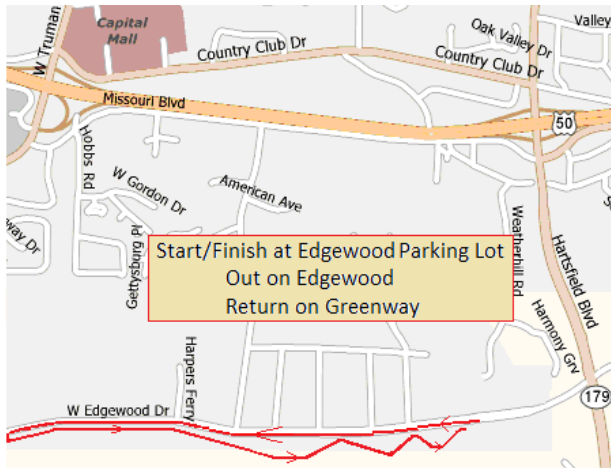 Capital
Mall
W Truman
Country Club Dr
Oak Valley Dr
Valley
Country Club Dr
Missouri Blvd
50
Hobbs Rd
W Gordon Dr
American Ave
way Dr
Gettysburg Pl
Weatherhill Rd
Hartsfield Blvd
Start/Finish at Edgewood Parking Lot
Out on Edgewood
Return on Greenway
Harmony Grv
Harpers Ferry
179
W Edgewood Dr